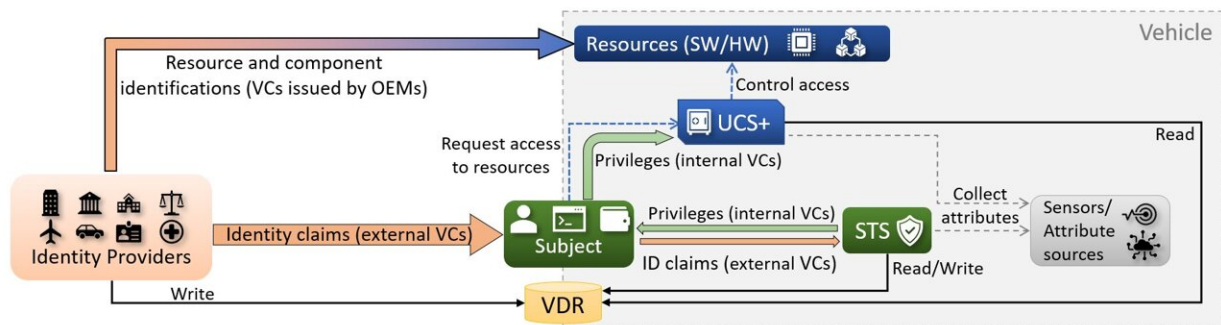 Vehicle
Resources (SW/HW)
Resource and component
identifications (VCs issued by OEMs)
Control access
UCS+
Read
Request access
to resources
Privileges (internal VCs)
Collect
attributes
Identity Providers
Identity claims (external VCs)
Subject
Privileges (internal VCs)
ID claims (external VCs)
STS
Sensors/
Attribute
sources
Read/Write
Write
VDR